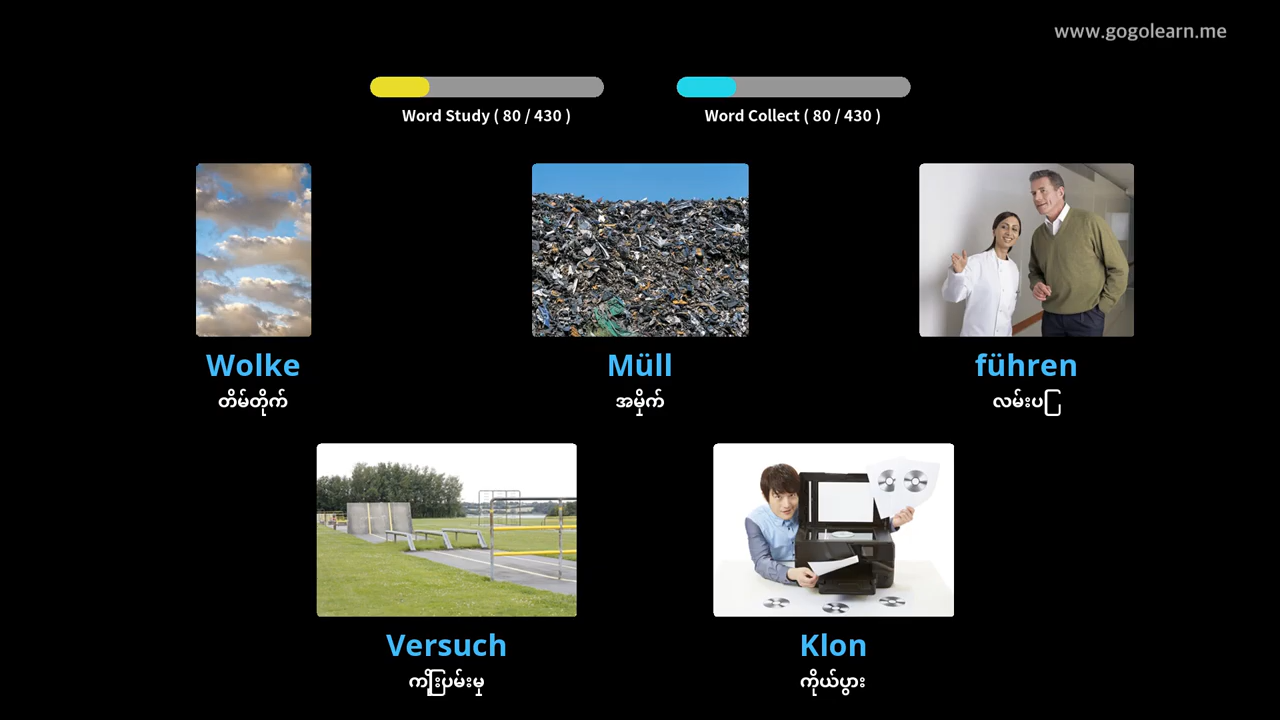 www.gogolearn.me
Word Study ( 80 / 430 )
Word Collect ( 80 / 430 )
Wolke
တိမ်တိုက်
Müll
အမှိုက်
führen
လမ်းပြ
Versuch
ကြိုးပမ်းမှု
Klon
ကိုယ်ပွား